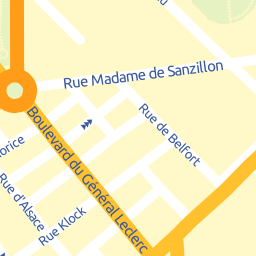 Rue Madame de Sanzillon
Rue de Belfort
Boulevard du Général Leclerc
Rue d'Alsace
Rue Klock